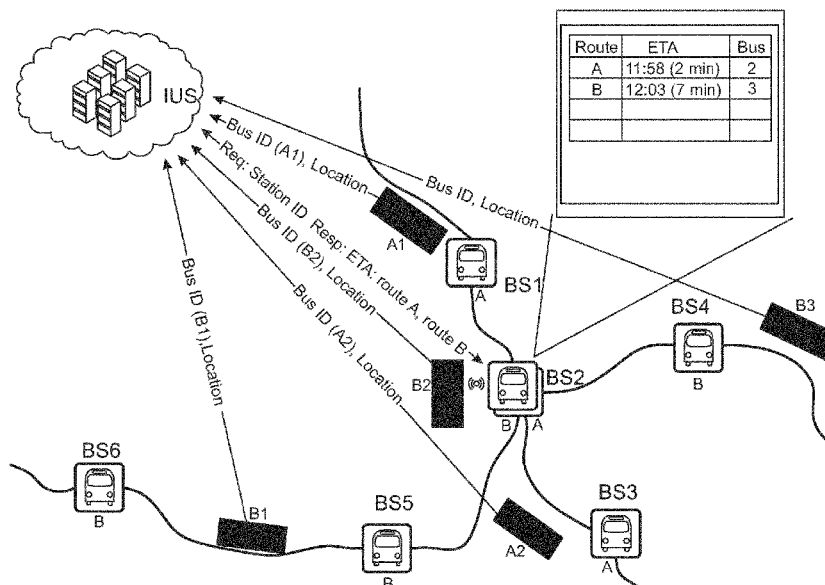 Route ETA Bus
A 11:58 (2 min) 2
B 12:03 (7 min) 3
IUS
Bus ID (A1), Location
Bus ID, Location
Req: Station ID Resp: ETA: route A, route B
Bus ID (B2), Location
Bus ID (A2), Location
Bus ID (B1),Location
A1
BS1
A
BS4
B
B3
B2
BS2
B A
BS6
B
B1
BS5
B
A2
BS3
A